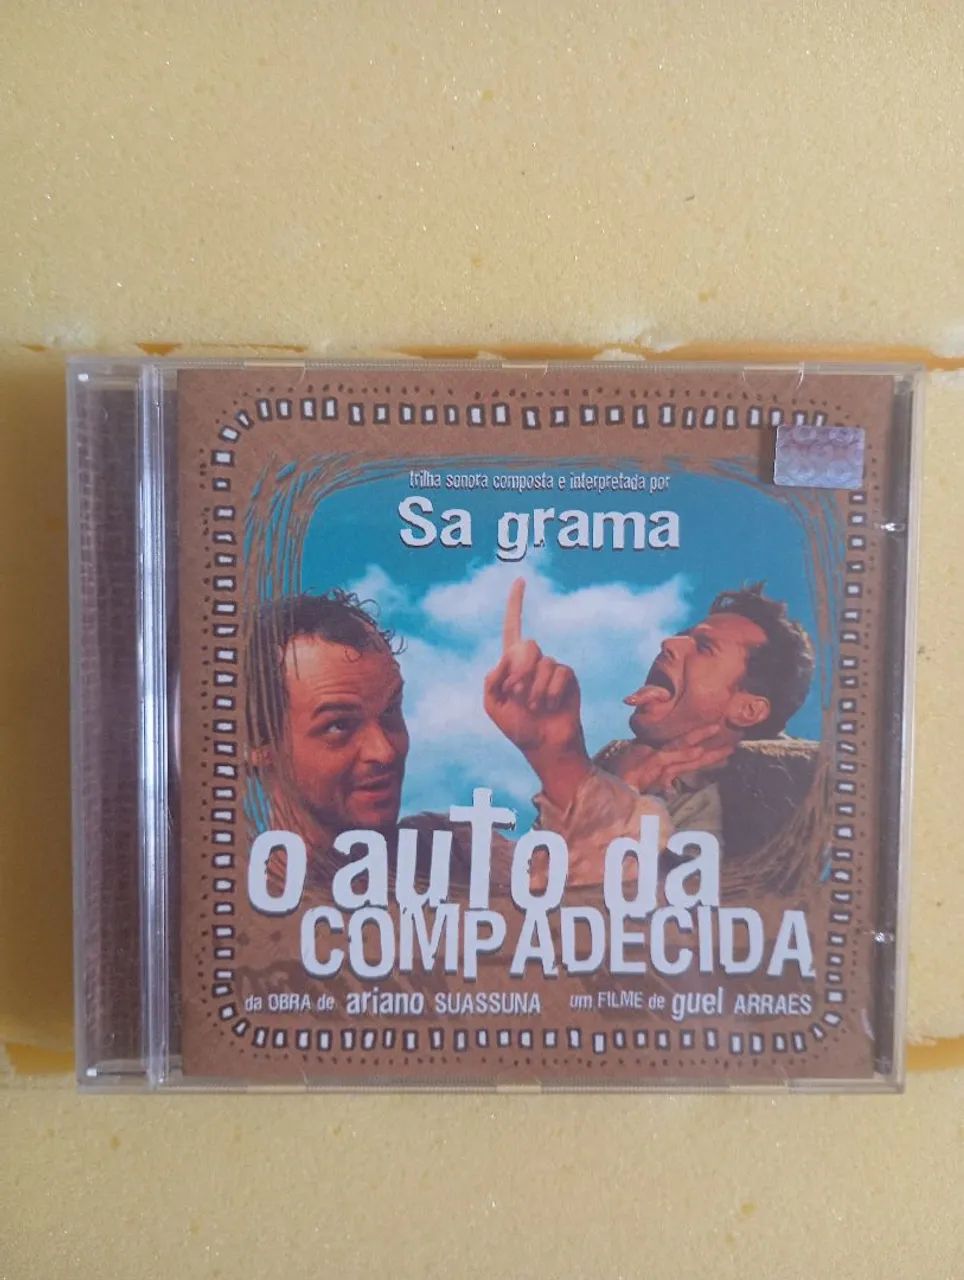 trilha sonora composta e interpretada por
Sa grama
o auto da
COMPADECIDA
da OBRA de ariano SUASSUNA um FILME de guel ARRAES